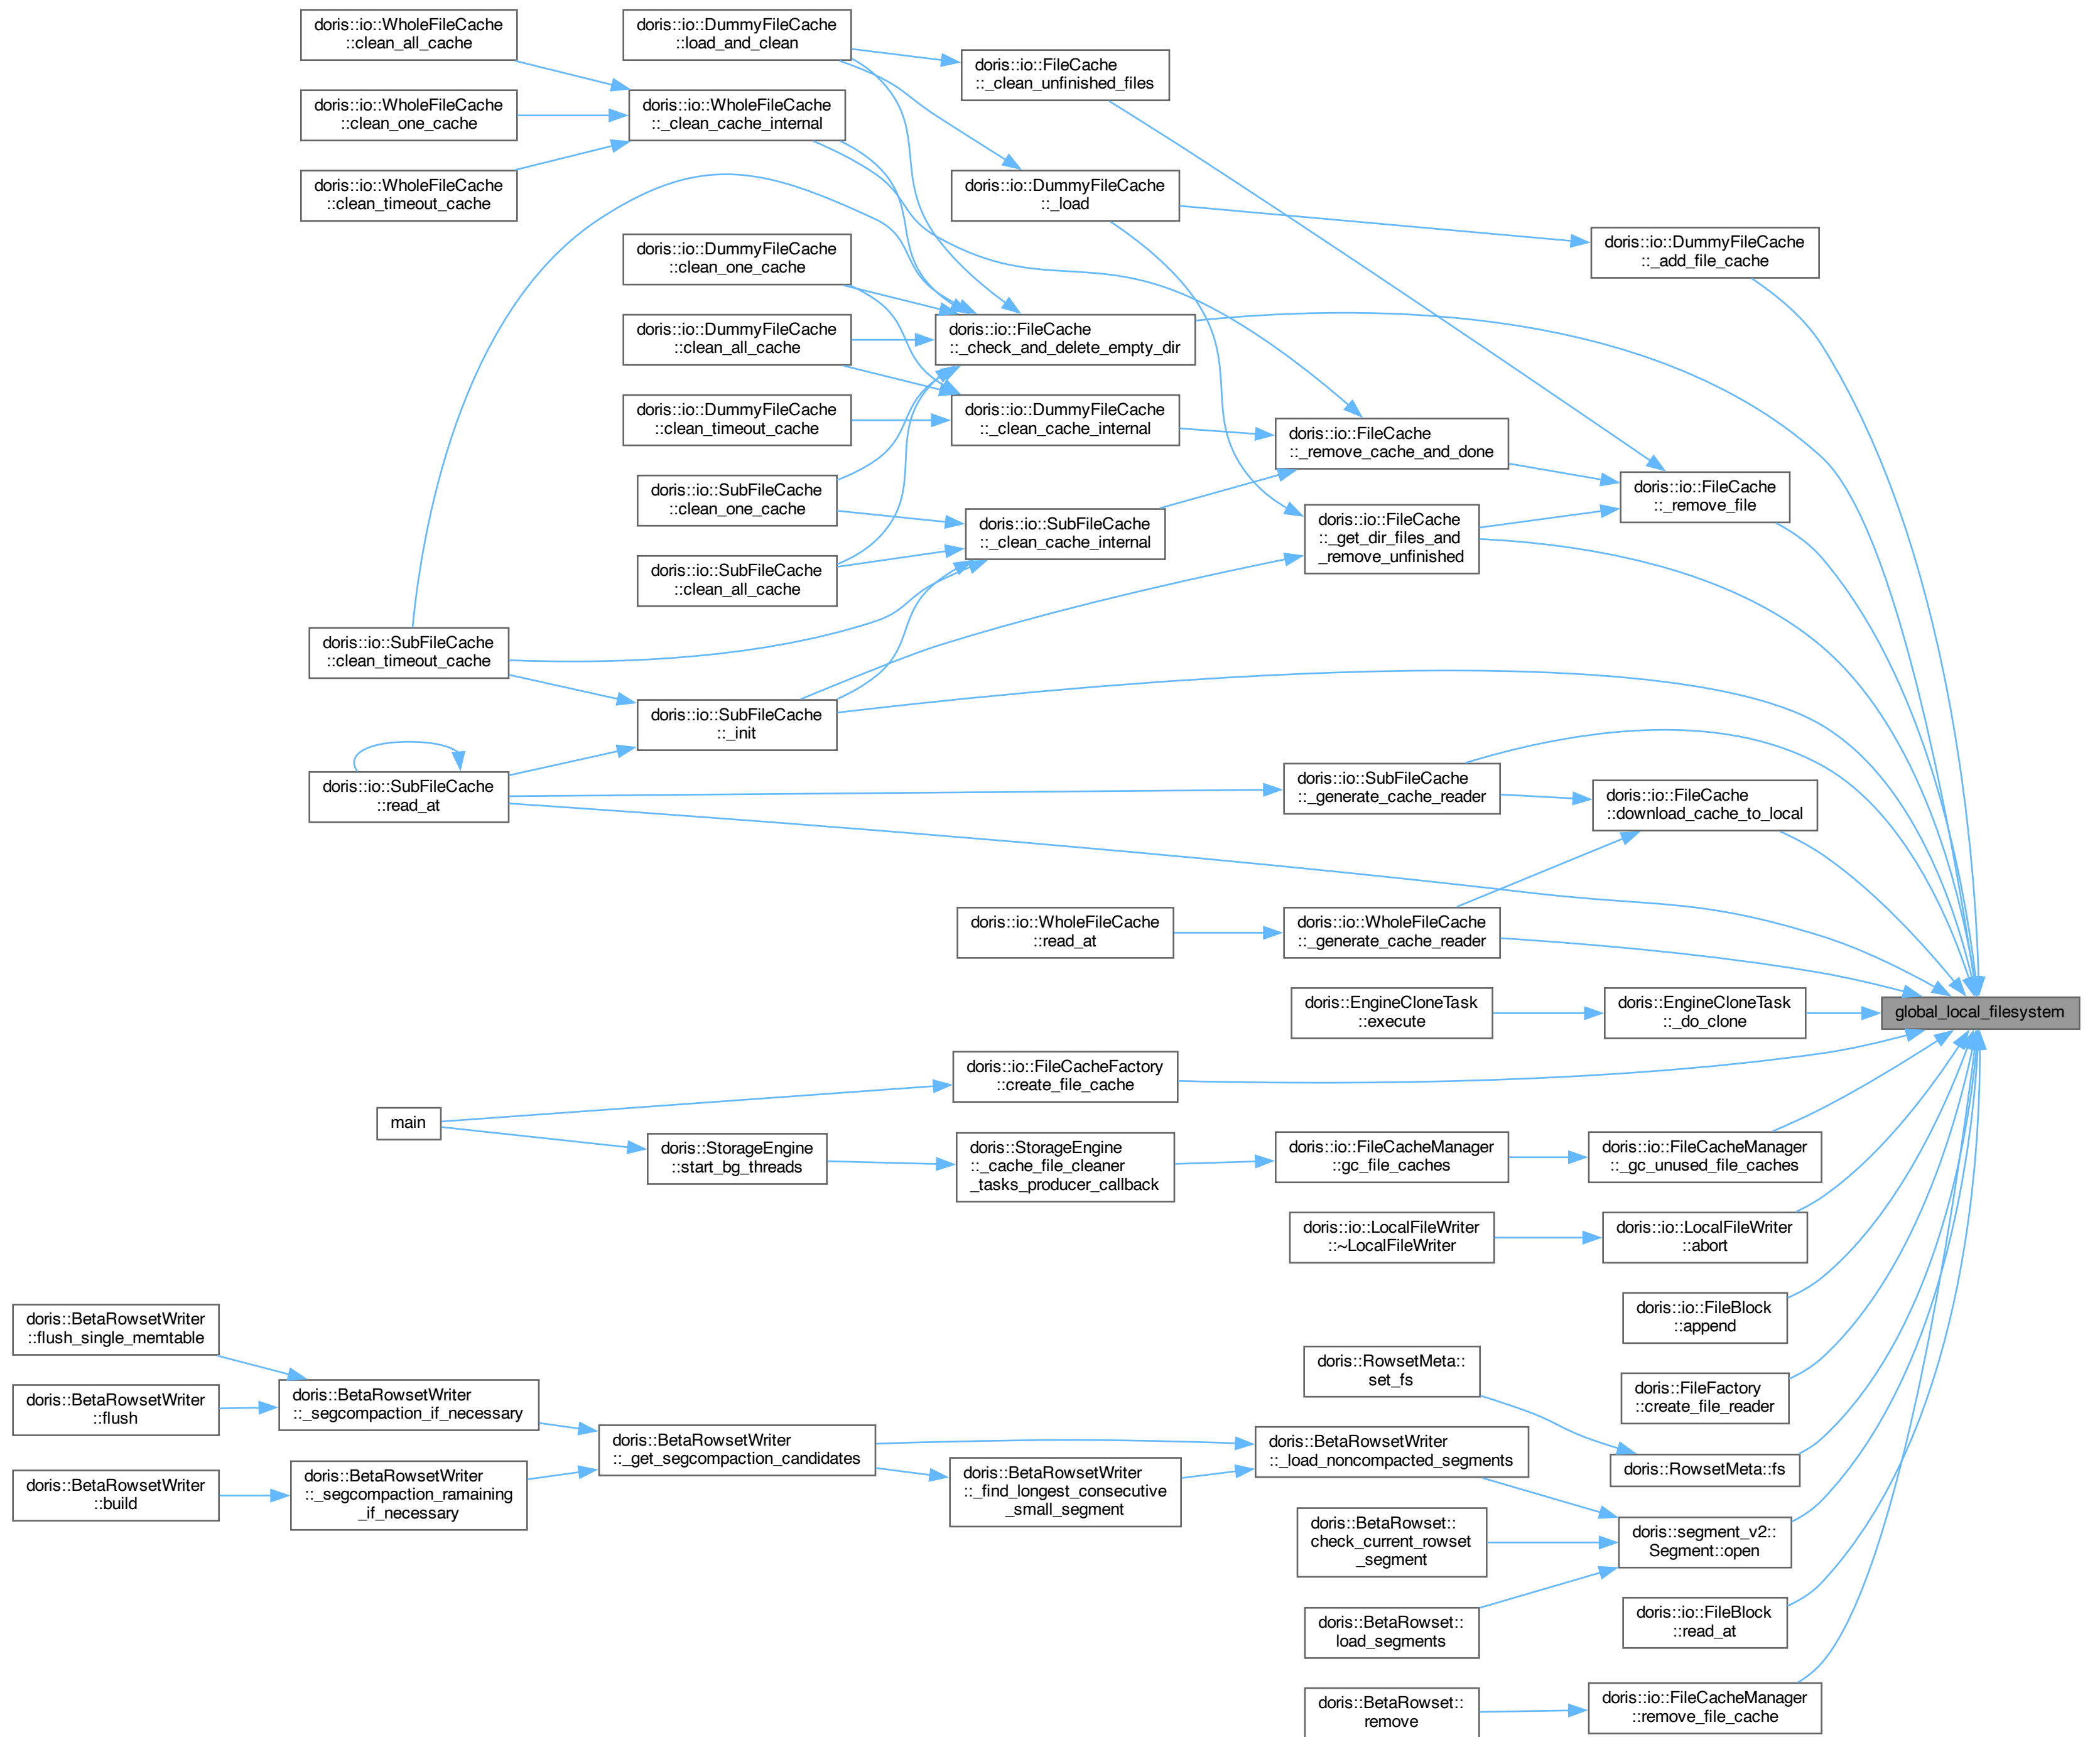 doris::io::WholeFileCache
::clean_all_cache
doris::io::DummyFileCache
::load_and_clean
doris::io::FileCache
::_clean_unfinished_files
doris::io::WholeFileCache
::clean_one_cache
doris::io::WholeFileCache
::_clean_cache_internal
doris::io::WholeFileCache
::clean_timeout_cache
doris::io::DummyFileCache
::_load
doris::io::DummyFileCache
::_add_file_cache
doris::io::DummyFileCache
::clean_one_cache
doris::io::DummyFileCache
::clean_all_cache
doris::io::FileCache
::_check_and_delete_empty_dir
doris::io::DummyFileCache
::clean_timeout_cache
doris::io::DummyFileCache
::_clean_cache_internal
doris::io::FileCache
::_remove_cache_and_done
doris::io::FileCache
::_remove_file
doris::io::SubFileCache
::clean_one_cache
doris::io::SubFileCache
::_clean_cache_internal
doris::io::FileCache
::_get_dir_files_and
_remove_unfinished
doris::io::SubFileCache
::clean_all_cache
doris::io::SubFileCache
::clean_timeout_cache
doris::io::SubFileCache
::_init
doris::io::SubFileCache
::read_at
doris::io::SubFileCache
::_generate_cache_reader
doris::io::FileCache
::download_cache_to_local
doris::io::WholeFileCache
::read_at
doris::io::WholeFileCache
::_generate_cache_reader
doris::EngineCloneTask
::execute
doris::EngineCloneTask
::_do_clone
global_local_filesystem
doris::io::FileCacheFactory
::create_file_cache
main
doris::StorageEngine
::start_bg_threads
doris::StorageEngine
::_cache_file_cleaner
_tasks_producer_callback
doris::io::FileCacheManager
::gc_file_caches
doris::io::FileCacheManager
::_gc_unused_file_caches
doris::io::LocalFileWriter
::~LocalFileWriter
doris::io::LocalFileWriter
::abort
doris::io::FileBlock
::append
doris::BetaRowsetWriter
::flush_single_memtable
doris::RowsetMeta::
set_fs
doris::FileFactory
::create_file_reader
doris::BetaRowsetWriter
::flush
doris::BetaRowsetWriter
::_segcompaction_if_necessary
doris::BetaRowsetWriter
::_get_segcompaction_candidates
doris::BetaRowsetWriter
::_load_noncompacted_segments
doris::RowsetMeta::fs
doris::BetaRowsetWriter
::build
doris::BetaRowsetWriter
::_segcompaction_ramaining
_if_necessary
doris::BetaRowsetWriter
::_find_longest_consecutive
_small_segment
doris::BetaRowset::
check_current_rowset
_segment
doris::segment_v2::
Segment::open
doris::BetaRowset::
load_segments
doris::io::FileBlock
::read_at
doris::BetaRowset::
remove
doris::io::FileCacheManager
::remove_file_cache